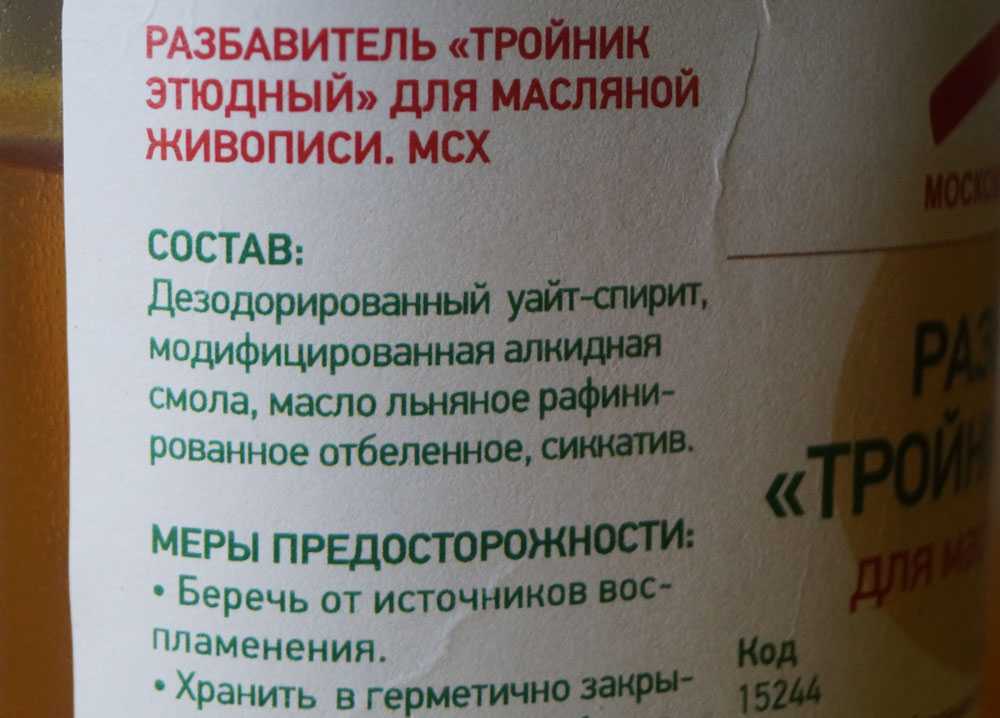 РАЗБАВИТЕЛЬ «ТРОЙНИК
ЭТЮДНЫЙ» ДЛЯ МАСЛЯНОЙ
ЖИВОПИСИ. МСХ
СОСТАВ:
Дезодорированный уайт-спирит,
модифицированная алкидная
смола, масло льняное рафини-
рованное отбеленное, сиккатив.
МЕРЫ ПРЕДОСТОРОЖНОСТИ:
• Беречь от источников вос-
пламенения.
• Хранить в герметично закры-
Код
15244